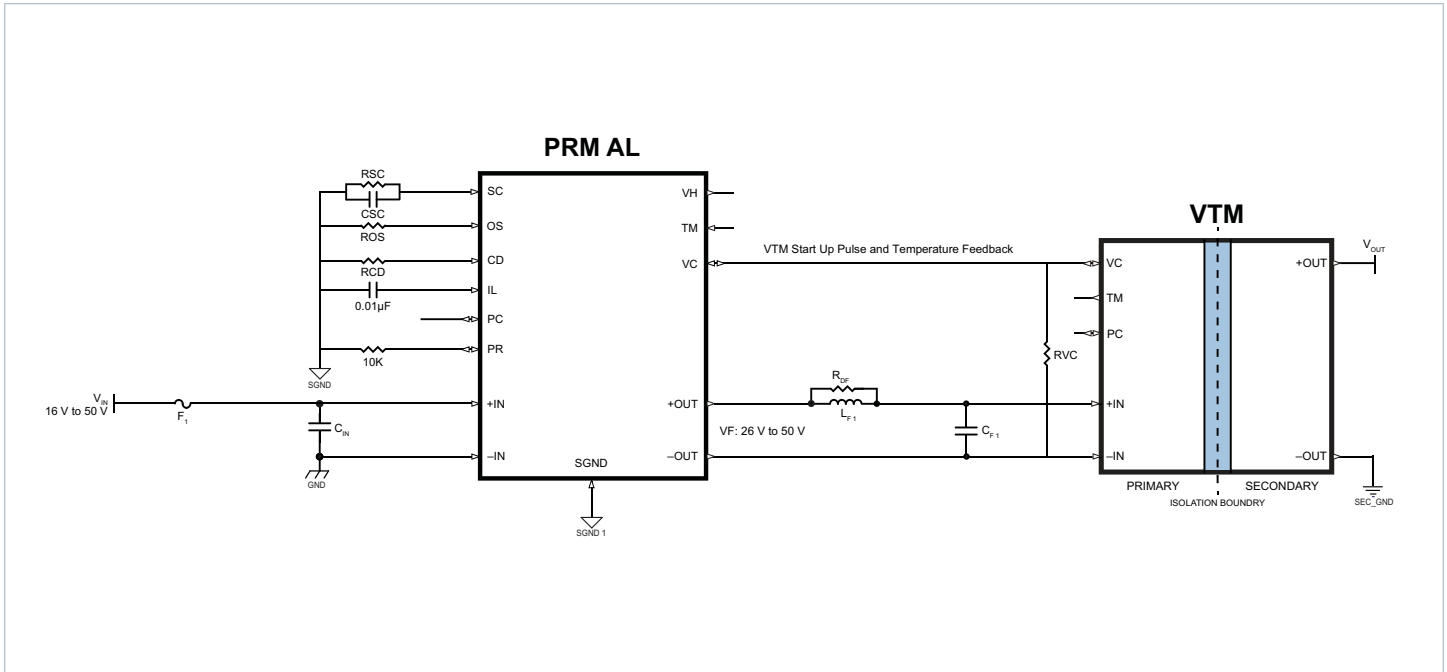 PRM AL
RSC
CSC
ROS
RCD
0.01µF
10K
SGND
SC
OS
CD
IL
PC
PR
+IN
–IN
VH
TM
VC
+OUT
–OUT
SGND
SGND 1
V_IN
16 V to 50 V
F_1
C_IN
GND
VTM Start Up Pulse and Temperature Feedback
RVC
R_DF
L_F1
VF: 26 V to 50 V
C_F1
VTM
VC
TM
PC
+IN
–IN
+OUT
–OUT
V_OUT
SEC_GND
PRIMARY
SECONDARY
ISOLATION BOUNDRY